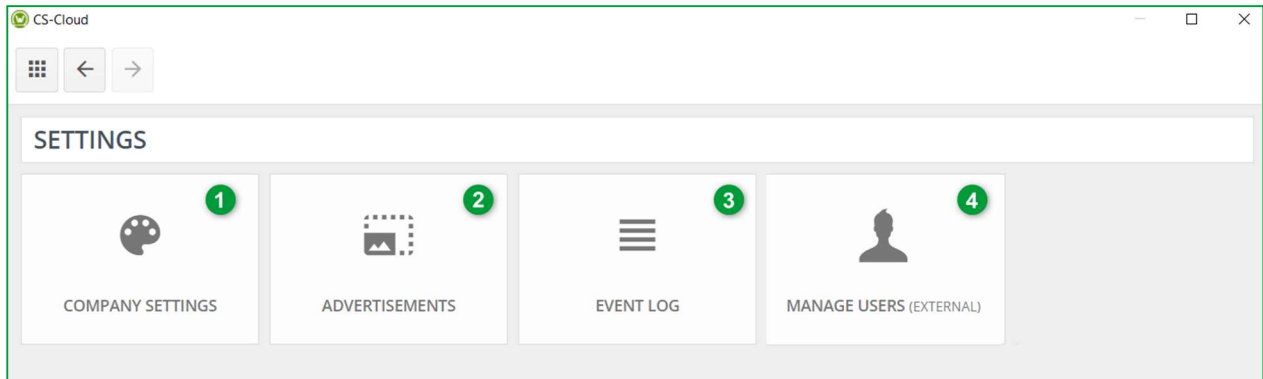 CS-Cloud
SETTINGS
1
2
3
4
COMPANY SETTINGS
ADVERTISEMENTS
EVENT LOG
MANAGE USERS (EXTERNAL)